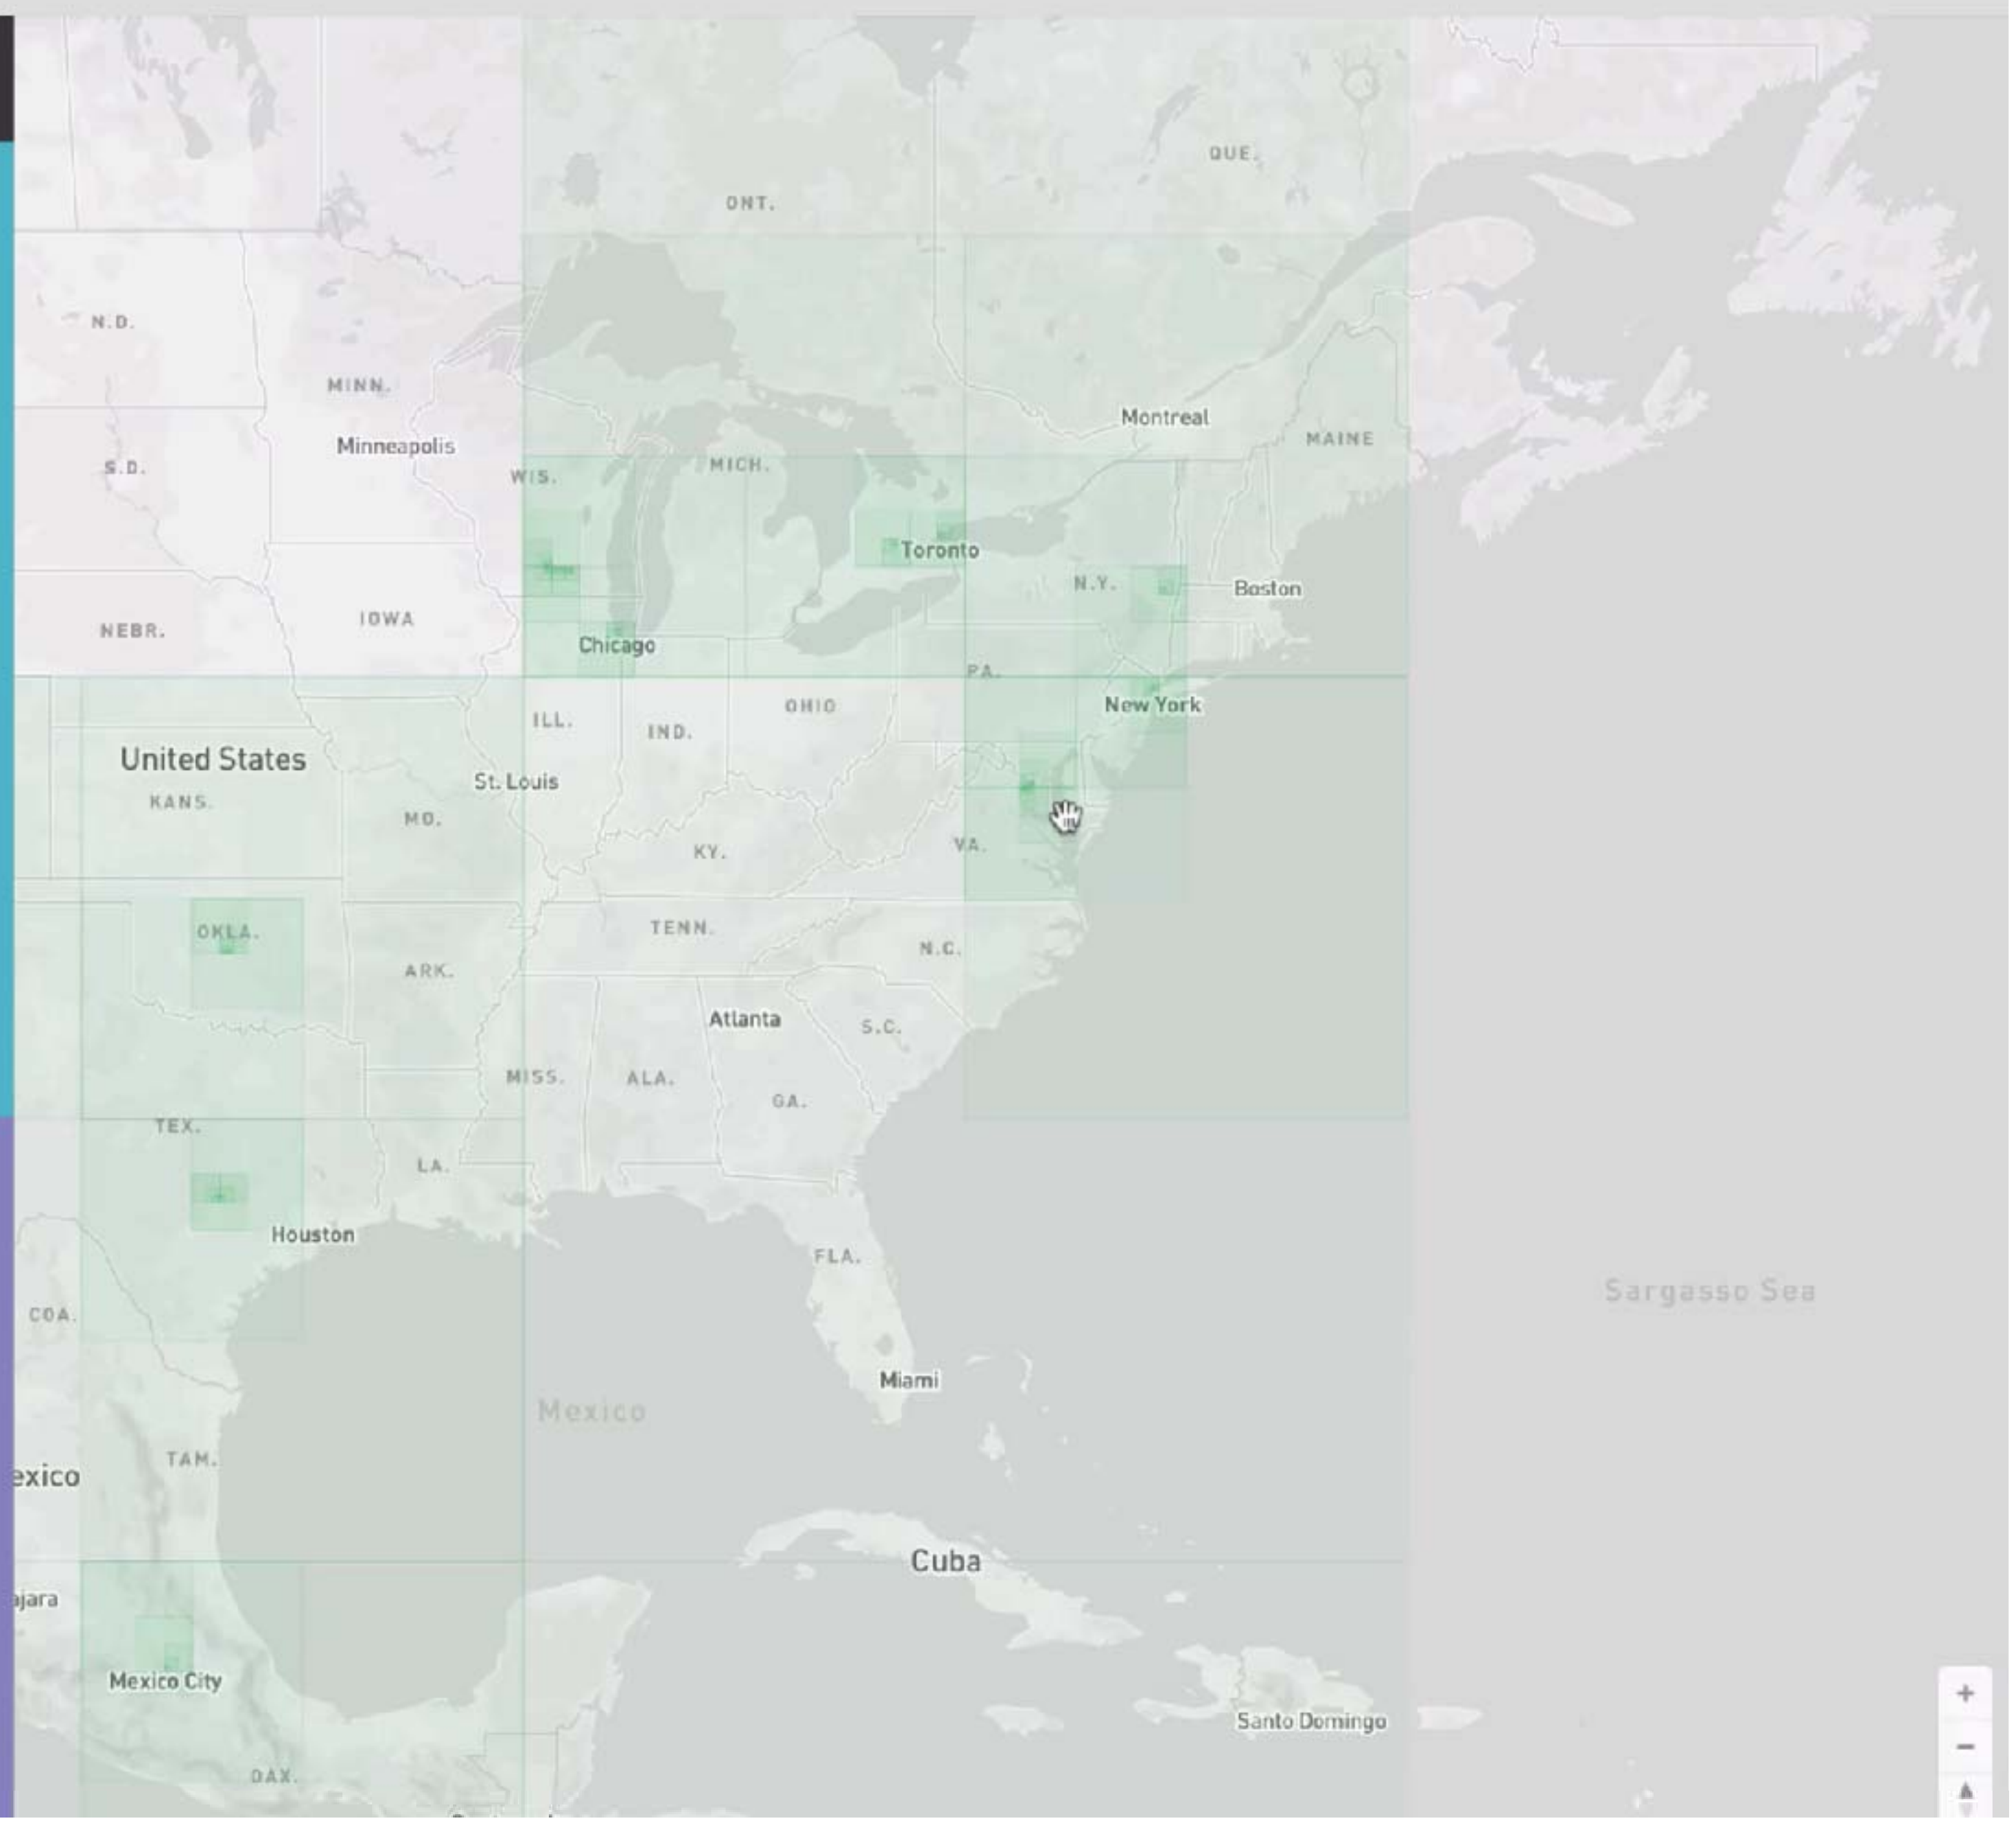 QUE.
ONT.
N.D.
MINN.
Montreal
MAINE
Minneapolis
MICH.
S.D.
WIS.
Toronto
N.Y.
Boston
IOWA
NEBR.
Chicago
PA.
New York
OHIO
ILL.
IND.
United States
St. Louis
KANS.
MO.
VA.
KY.
TENN.
OKLA.
N.C.
ARK.
Atlanta
S.C.
MISS.
ALA.
GA.
TEX.
LA.
Houston
FLA.
Sargasso Sea
COA.
Miami
Mexico
TAM.
exico
Cuba
ajara
Mexico City
+
Santo Domingo
−
OAX.